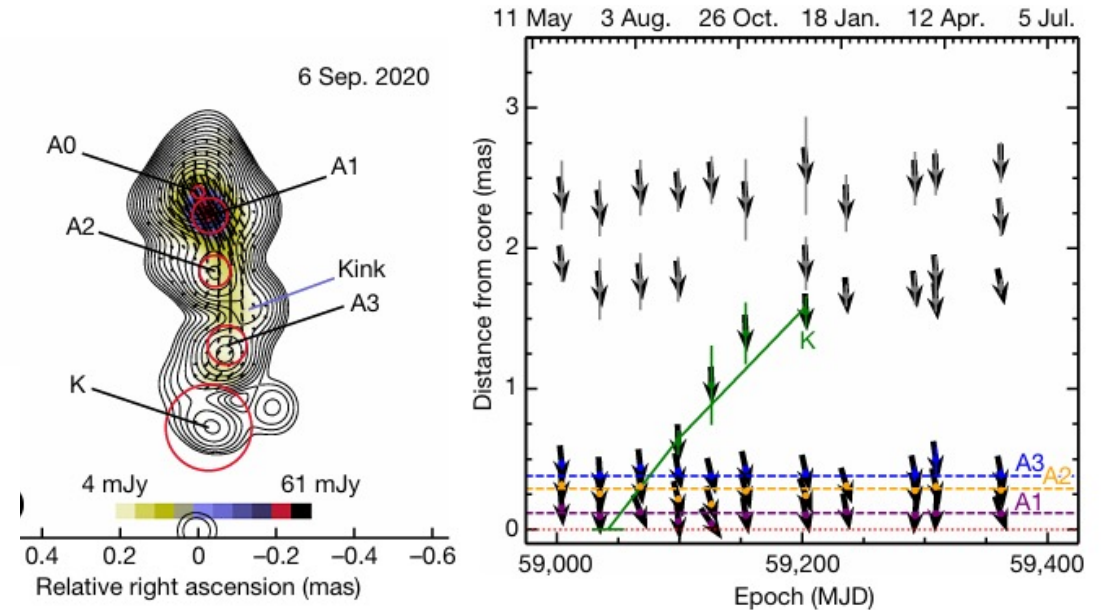 6 Sep. 2020
A0
A1
A2
Kink
A3
K
4 mJy 61 mJy
0.4 0.2 0 −0.2 −0.4 −0.6
Relative right ascension (mas)
11 May 3 Aug. 26 Oct. 18 Jan. 12 Apr. 5 Jul.
Distance from core (mas)
3
2
1
0
K
A3
A2
A1
59,000 59,200 59,400
Epoch (MJD)